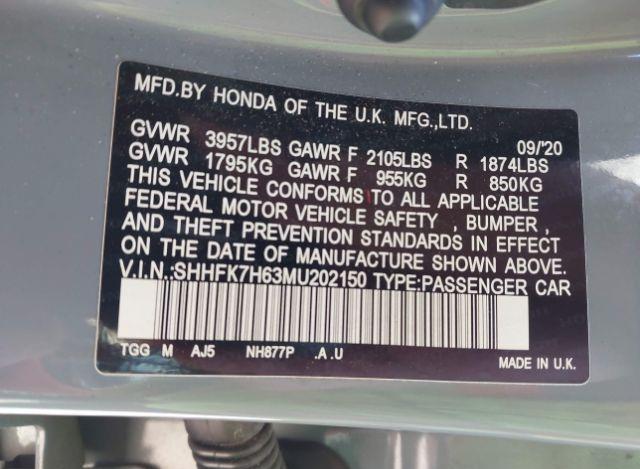 MFD.BY HONDA OF THE U.K. MFG.,LTD.
09/'20
GVWR 3957LBS GAWR F 2105LBS R 1874LBS
GVWR 1795KG GAWR F 955KG R 850KG
THIS VEHICLE CONFORMS TO ALL APPLICABLE
FEDERAL MOTOR VEHICLE SAFETY , BUMPER ,
AND THEFT PREVENTION STANDARDS IN EFFECT
ON THE DATE OF MANUFACTURE SHOWN ABOVE.
V.I.N.:SHHFK7H63MU202150 TYPE:PASSENGER CAR
TGG M AJ5 NH877P .A .U
MADE IN U.K.